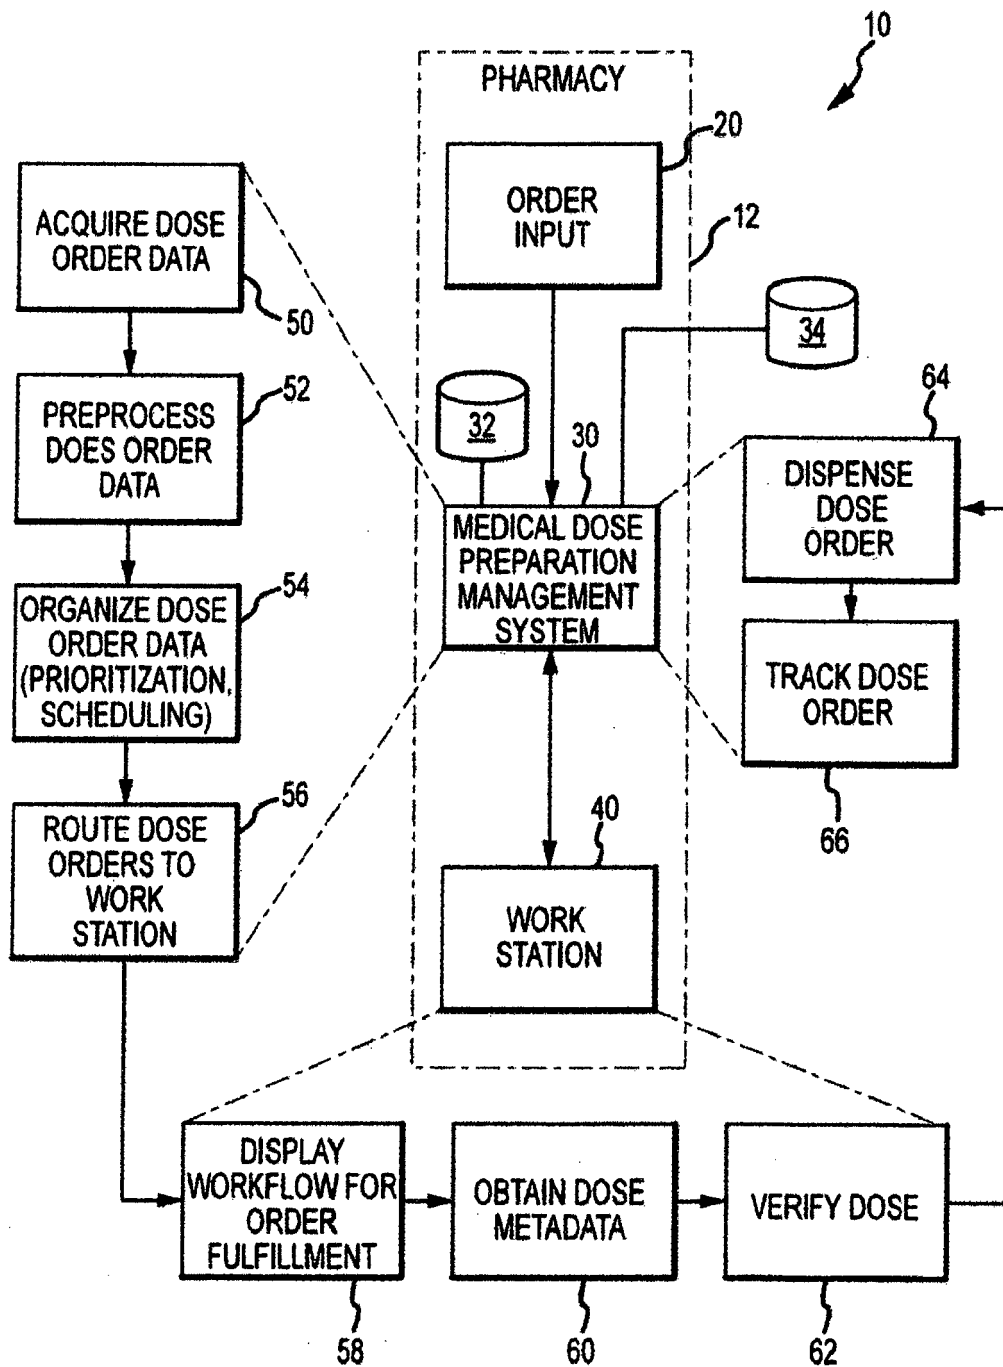 10
PHARMACY
20
ORDER
INPUT
12
ACQUIRE DOSE
ORDER DATA
50
34
52
PREPROCESS
DOES ORDER
DATA
32
30
64
DISPENSE
DOSE
ORDER
MEDICAL DOSE
PREPARATION
MANAGEMENT
SYSTEM
54
ORGANIZE DOSE
ORDER DATA
(PRIORITIZATION,
SCHEDULING)
TRACK DOSE
ORDER
66
56
ROUTE DOSE
ORDERS TO
WORK
STATION
40
WORK
STATION
DISPLAY
WORKFLOW FOR
ORDER
FULFILLMENT
58
OBTAIN DOSE
METADATA
60
VERIFY DOSE
62